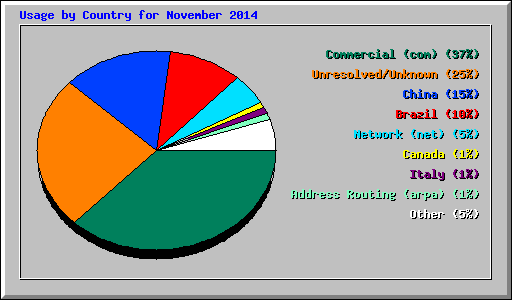 Usage by Country for November 2014
Commercial (com) (37%)
Unresolved/Unknown (25%)
China (15%)
Brazil (10%)
Network (net) (5%)
Canada (1%)
Italy (1%)
Address Routing (arpa) (1%)
Other (5%)